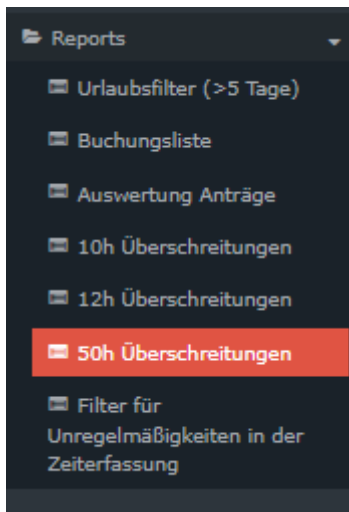 Reports
Urlaubsfilter (>5 Tage)
Buchungsliste
Auswertung Anträge
10h Überschreitungen
12h Überschreitungen
50h Überschreitungen
Filter für
Unregelmäßigkeiten in der
Zeiterfassung